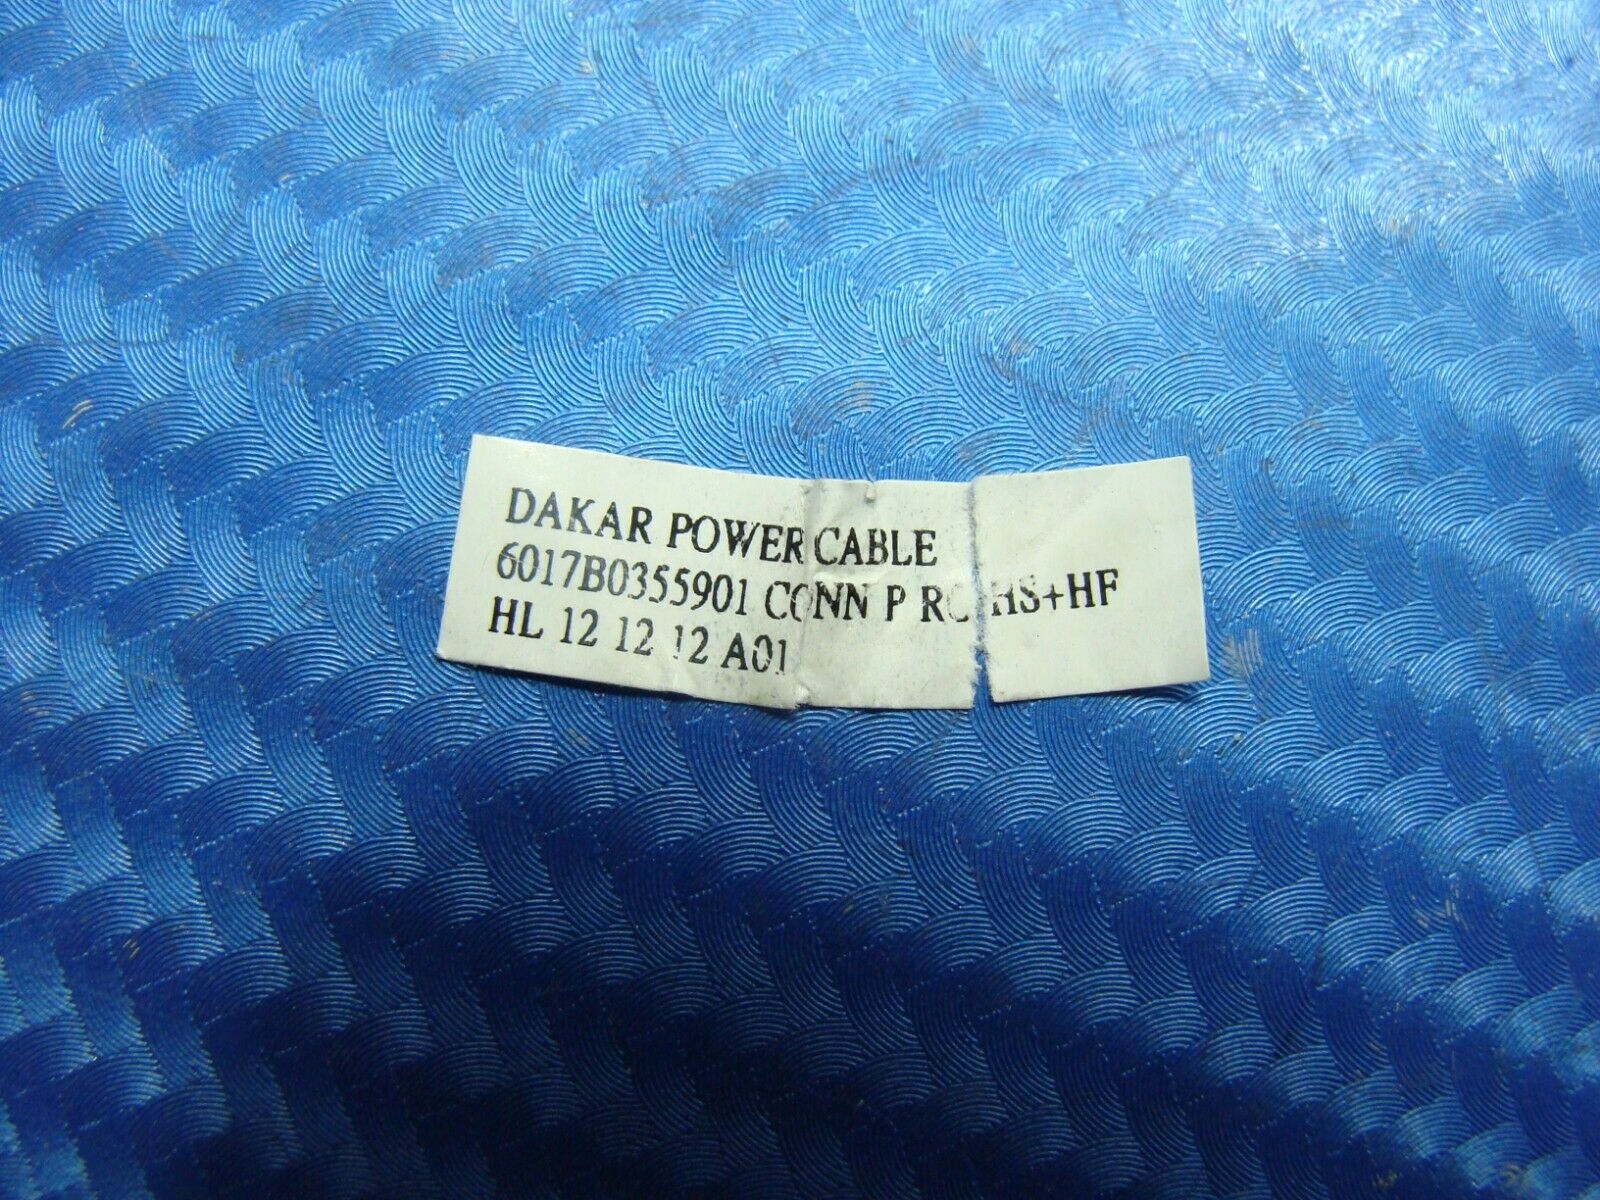 DAKAR POWER CABLE
6017B0355901 CONN P ROHS+HF
HL 12 12 12 A01